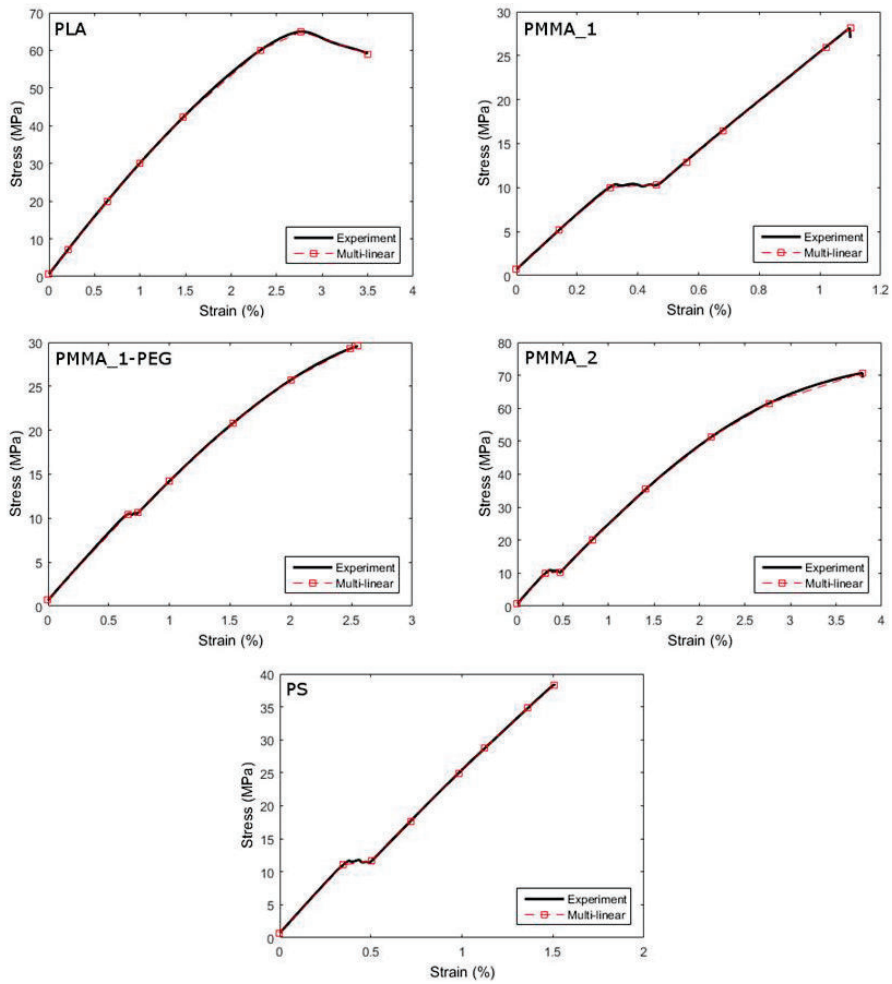 PLA
70
60
50
40
30
20
10
0
0 0.5 1 1.5 2 2.5 3 3.5 4
Stress (MPa)
Strain (%)
Experiment
Multi-linear
PMMA_1
30
25
20
15
10
5
0
0 0.2 0.4 0.6 0.8 1 1.2
Stress (MPa)
Strain (%)
Experiment
Multi-linear
PMMA_1-PEG
30
25
20
15
10
5
0
0 0.5 1 1.5 2 2.5 3
Stress (MPa)
Strain (%)
Experiment
Multi-linear
PMMA_2
80
70
60
50
40
30
20
10
0
0 0.5 1 1.5 2 2.5 3 3.5 4
Stress (MPa)
Strain (%)
Experiment
Multi-linear
PS
40
35
30
25
20
15
10
5
0
0 0.5 1 1.5 2
Stress (MPa)
Strain (%)
Experiment
Multi-linear